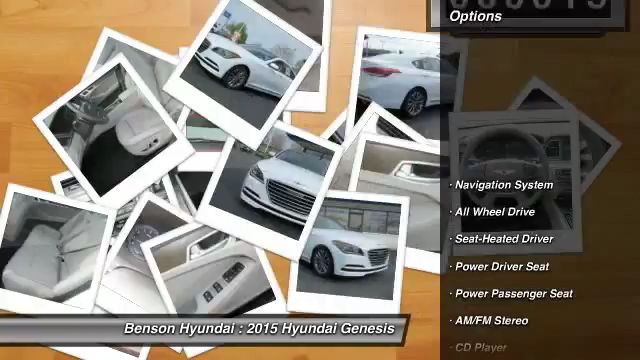 Options
· Navigation System
· All Wheel Drive
· Seat-Heated Driver
· Power Driver Seat
· Power Passenger Seat
· AM/FM Stereo
· CD Player
Benson Hyundai : 2015 Hyundai Genesis